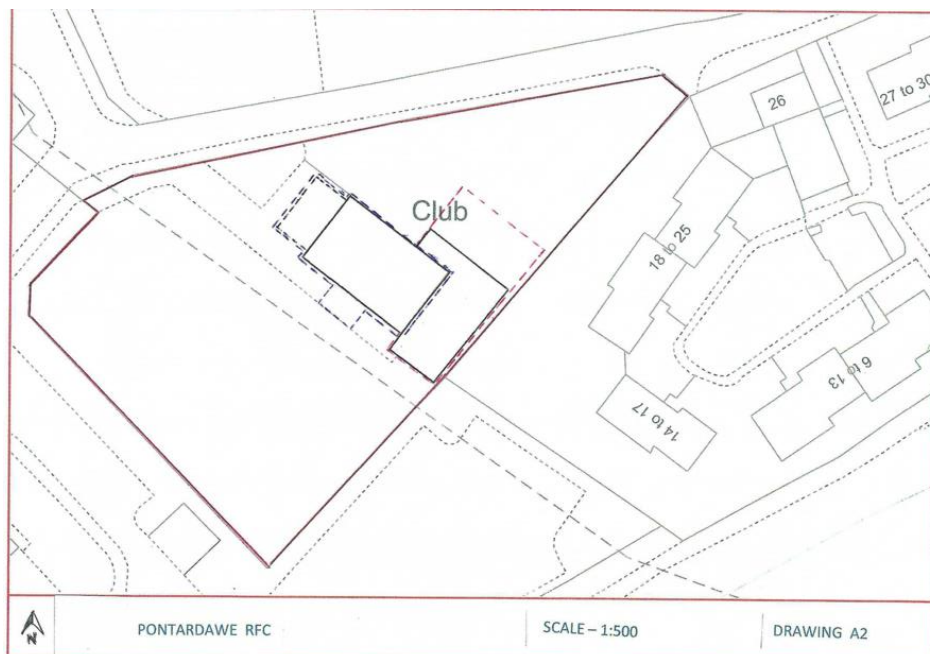 26
27 to 30
Club
18 to 25
6 to 13
14 to 17
N
PONTARDAWE RFC
SCALE – 1:500
DRAWING A2